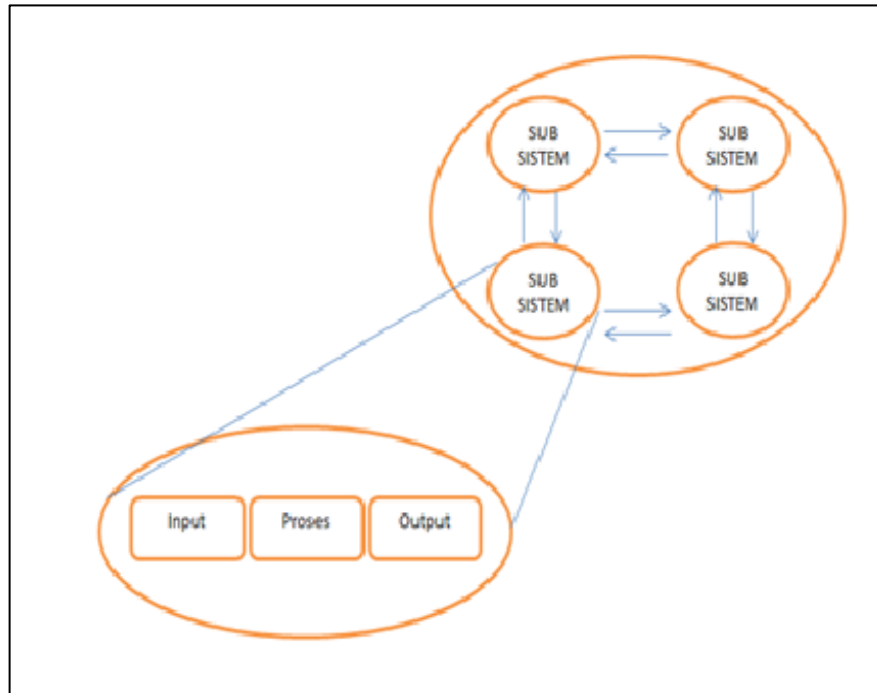 SUB
SISTEM
SUB
SISTEM
SUB
SISTEM
SUB
SISTEM
Input
Proses
Output